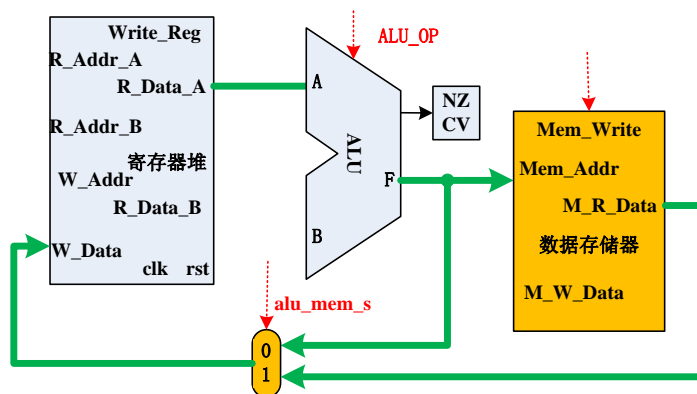 Write_Reg
R_Addr_A
R_Data_A
R_Addr_B
寄存器堆
W_Addr
R_Data_B
W_Data
clk rst
ALU_OP
A
ALU
F
B
NZ
CV
Mem_Write
Mem_Addr
M_R_Data
数据存储器
M_W_Data
alu_mem_s
0
1